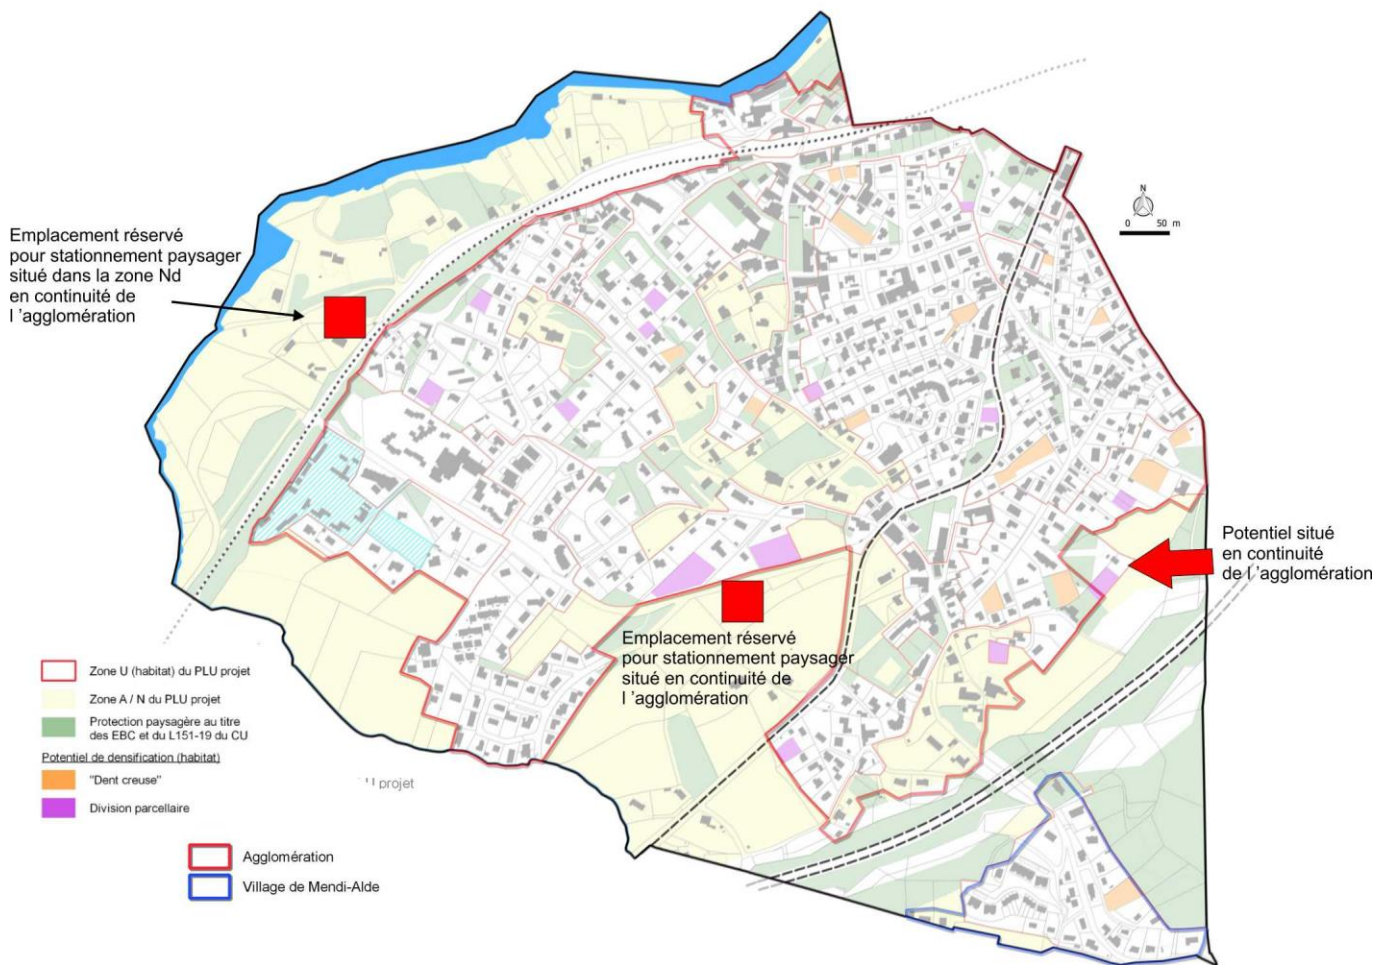 Emplacement réservé
pour stationnement paysager
situé dans la zone Nd
en continuité de
l 'agglomération
N
0 50 m
Potentiel situé
en continuité
de l 'agglomération
Emplacement réservé
pour stationnement paysager
situé en continuité de
l 'agglomération
Zone U (habitat) du PLU projet
Zone A / N du PLU projet
Protection paysagère au titre
des EBC et du L151-19 du CU
Potentiel de densification (habitat)
"Dent creuse"
Division parcellaire
projet
Agglomération
Village de Mendi-Alde